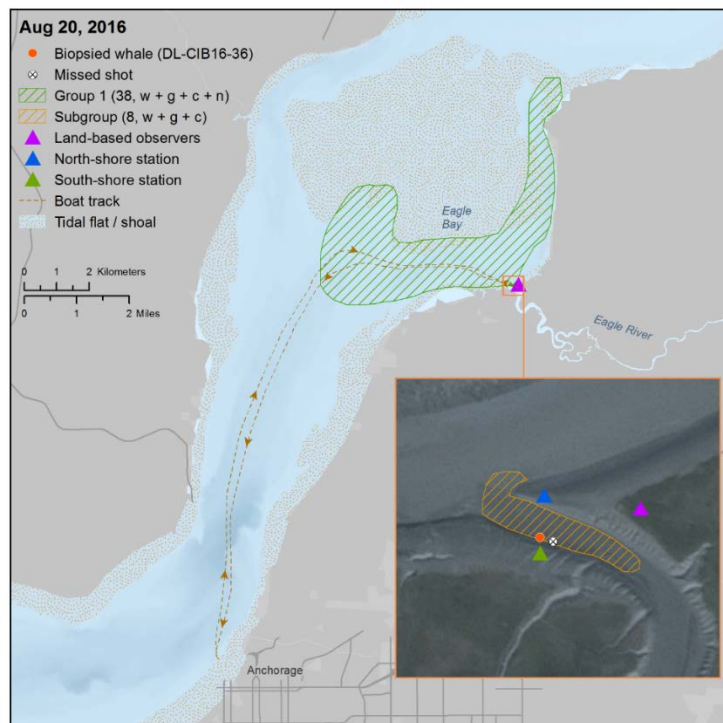 Aug 20, 2016
Biopsied whale (DL-CIB16-36)
Missed shot
Group 1 (38, w + g + c + n)
Subgroup (8, w + g + c)
Land-based observers
North-shore station
South-shore station
Boat track
Tidal flat / shoal
0 1 2 Kilometers
0 1 2 Miles
Eagle
Bay
Eagle River
Anchorage